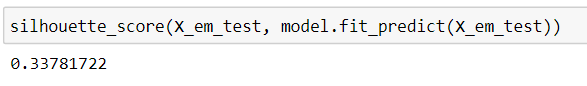 silhouette_score(X_em_test, model.fit_predict(X_em_test))
0.33781722